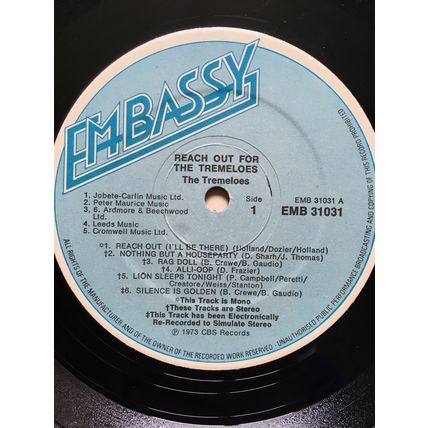 EMBASSY
REACH OUT FOR
THE TREMELOES
The Tremeloes
1. Jobete-Carlin Music Ltd.
2. Peter Maurice Music
3, 6. Ardmore & Beechwood
Ltd.
4. Leeds Music
5. Cromwell Music Ltd.
Side
1
EMB 31031 A
EMB 31031
°1. REACH OUT (I'LL BE THERE) (Holland/Dozier/Holland)
†2. NOTHING BUT A HOUSEPARTY (D. Sharh/J. Thomas)
‡3. RAG DOLL (B. Crewe/B. Gaudio)
‡4. ALLI-OOP (D. Frazier)
‡5. LION SLEEPS TONIGHT (P. Campbell/Peretti/
Creatore/Weiss/Stanton)
‡6. SILENCE IS GOLDEN (B. Crewe/B. Gaudio)
°This Track is Mono
†These Tracks are Stereo
‡This Track has been Electronically
Re-Recorded to Simulate Stereo
℗ 1973 CBS Records
ALL RIGHTS OF THE MANUFACTURER AND OF THE OWNER OF THE RECORDED WORK RESERVED · UNAUTHORISED PUBLIC PERFORMANCE BROADCASTING AND COPYING OF THIS RECORD PROHIBITED